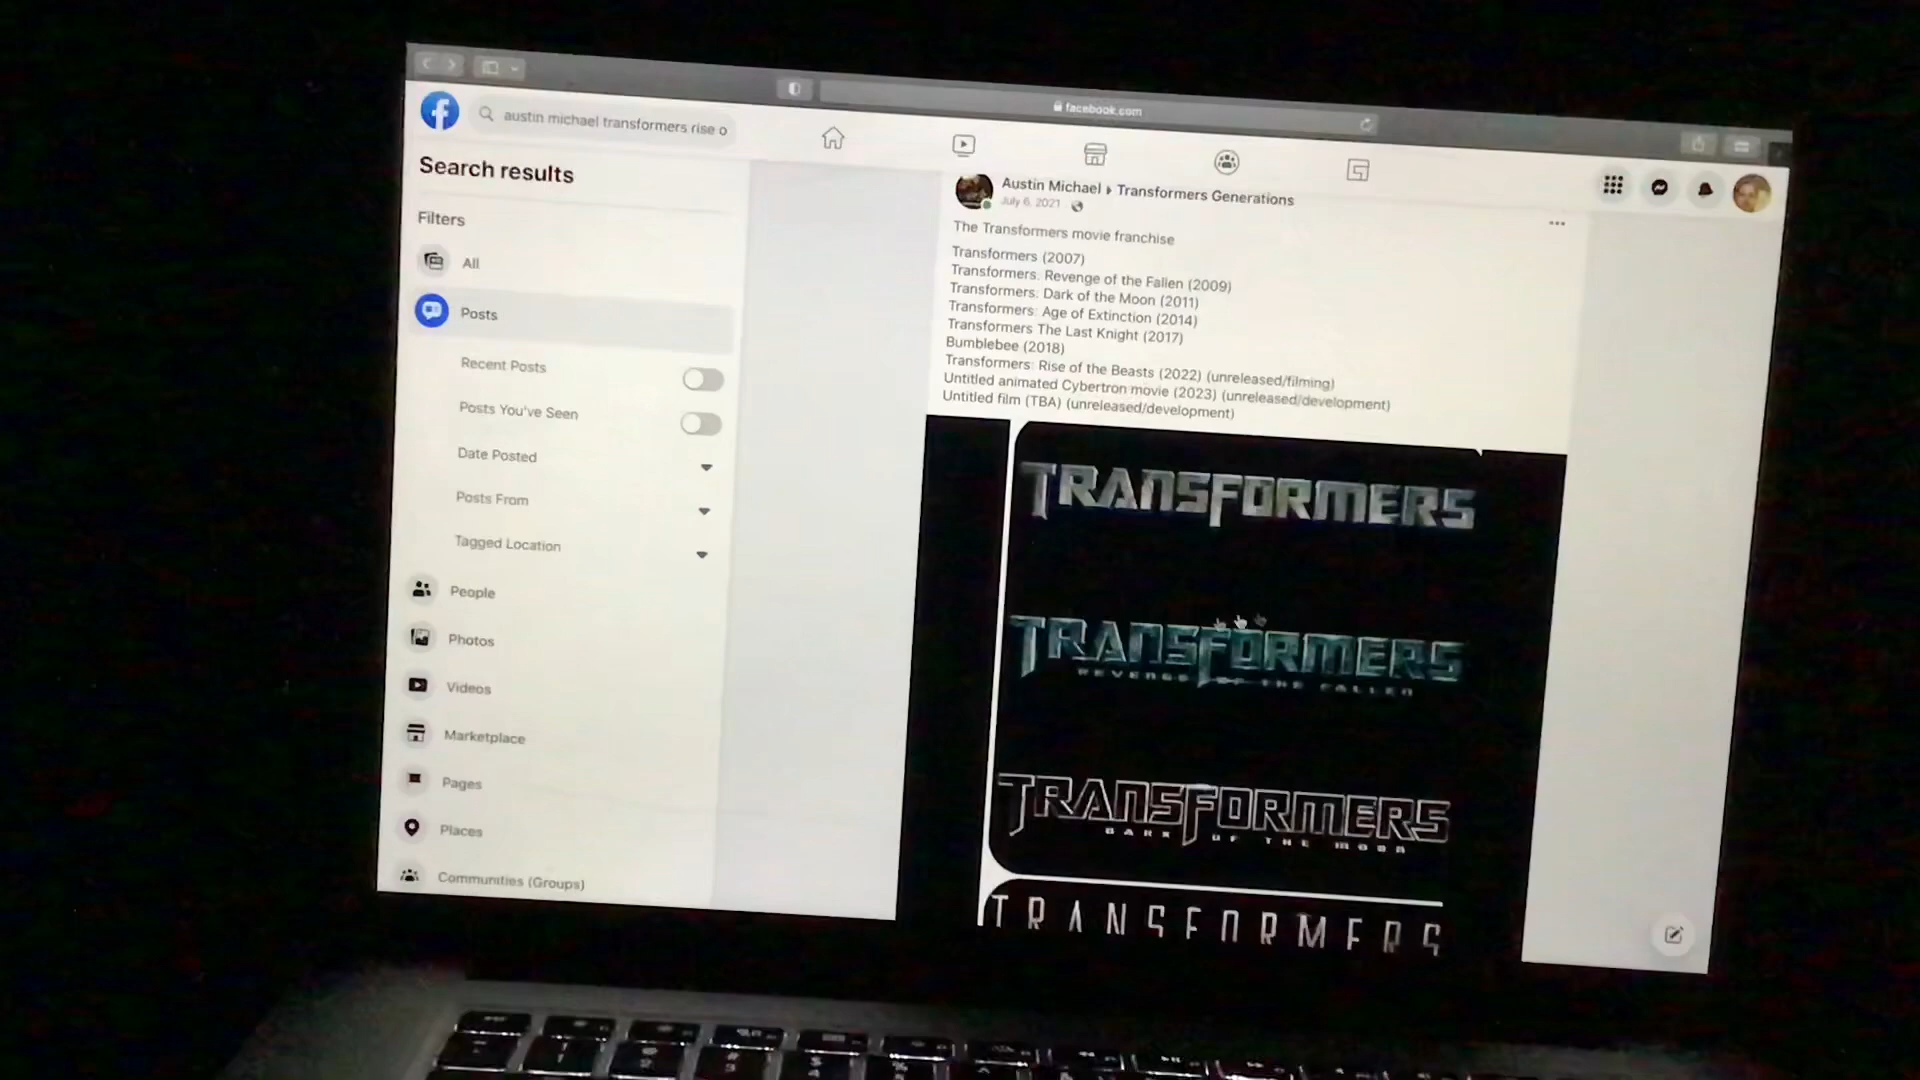 facebook.com
austin michael transformers rise o
Search results
Filters
All
Posts
Recent Posts
Posts You've Seen
Date Posted
Posts From
Tagged Location
People
Photos
Videos
Marketplace
Pages
Places
Communities (Groups)
Austin Michael ▸ Transformers Generations
July 6, 2021
The Transformers movie franchise
Transformers (2007)
Transformers: Revenge of the Fallen (2009)
Transformers: Dark of the Moon (2011)
Transformers: Age of Extinction (2014)
Transformers The Last Knight (2017)
Bumblebee (2018)
Transformers: Rise of the Beasts (2022) (unreleased/filming)
Untitled animated Cybertron movie (2023) (unreleased/development)
Untitled film (TBA) (unreleased/development)
TRANSFORMERS
TRANSFORMERS
REVENGE OF THE FALLEN
TRANSFORMERS
DARK OF THE MOON
TRANSFORMERS